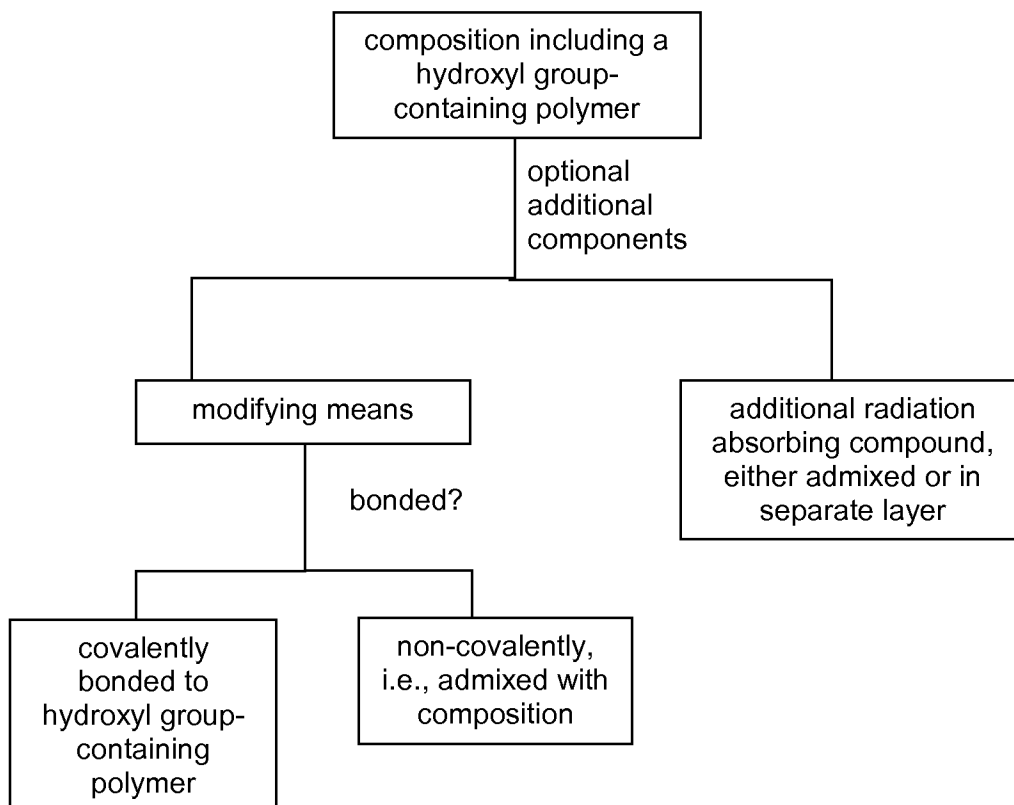 composition including a
hydroxyl group-
containing polymer
optional
additional
components
modifying means
additional radiation
absorbing compound,
either admixed or in
separate layer
bonded?
covalently
bonded to
hydroxyl group-
containing
polymer
non-covalently,
i.e., admixed with
composition